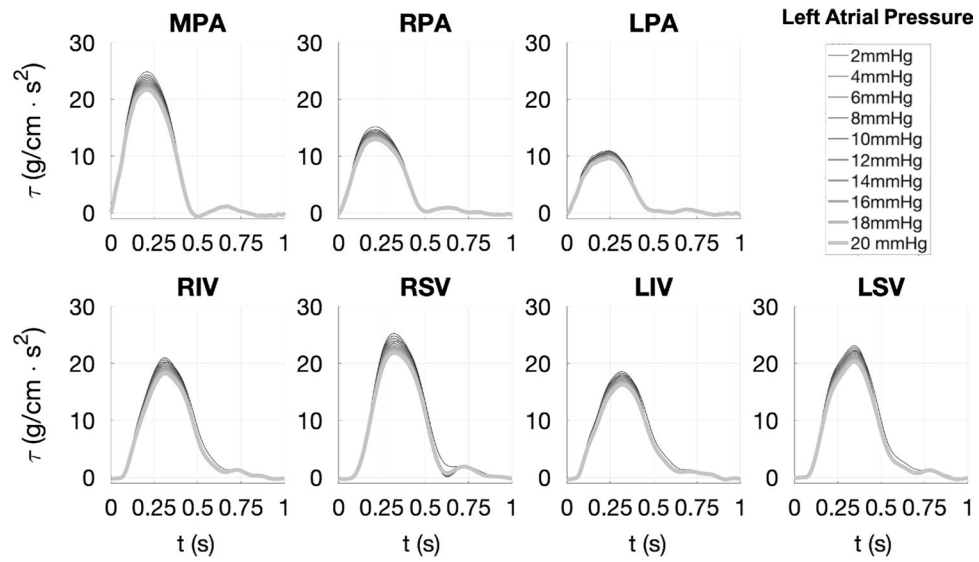 MPA
RPA
LPA
Left Atrial Pressure
τ (g/cm · s²)
30
20
10
0
0 0.25 0.5 0.75 1
30
20
10
0
0 0.25 0.5 0.75 1
30
20
10
0
0 0.25 0.5 0.75 1
2mmHg
4mmHg
6mmHg
8mmHg
10mmHg
12mmHg
14mmHg
16mmHg
18mmHg
20 mmHg
RIV
RSV
LIV
LSV
τ (g/cm · s²)
30
20
10
0
0 0.25 0.5 0.75 1
t (s)
30
20
10
0
0 0.25 0.5 0.75 1
t (s)
30
20
10
0
0 0.25 0.5 0.75 1
t (s)
30
20
10
0
0 0.25 0.5 0.75 1
t (s)